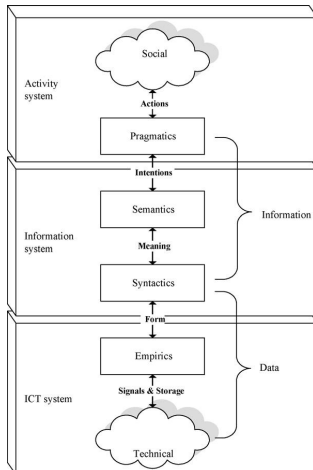 Social
Activity
system
Actions
Pragmatics
Intentions
Semantics
Information
Information
system
Meaning
Syntactics
Form
Empirics
Data
Signals & Storage
ICT system
Technical